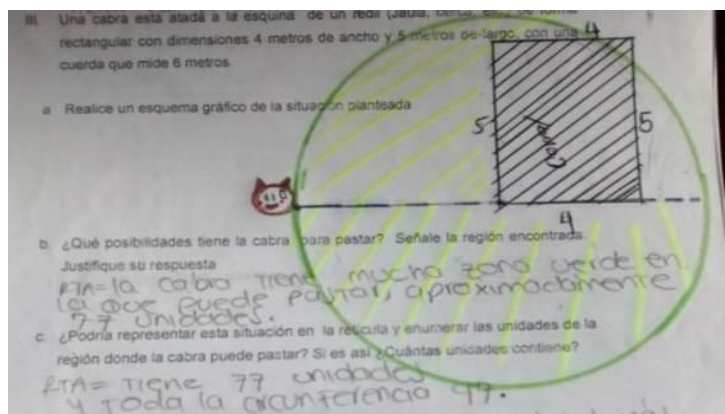 III. Una cabra está atada a la esquina de un redil (Jaula, cerca, de forma
rectangular con dimensiones 4 metros de ancho y 5 metros de largo, con una
cuerda que mide 6 metros.
4
a Realice un esquema gráfico de la situación planteada
5
5
4
b. ¿Qué posibilidades tiene la cabra para pastar? Señale la región encontrada.
Justifique su respuesta
RTA=la cabra Tiene mucha zona verde en
la que puede pastar, aproximadamente
77 unidades.
c. ¿Podría representar esta situación en la retícula y enumerar las unidades de la
región donde la cabra puede pastar? Si es así ¿Cuántas unidades contiene?
RTA= Tiene 77 unidades
y Toda la circunferencia 97.